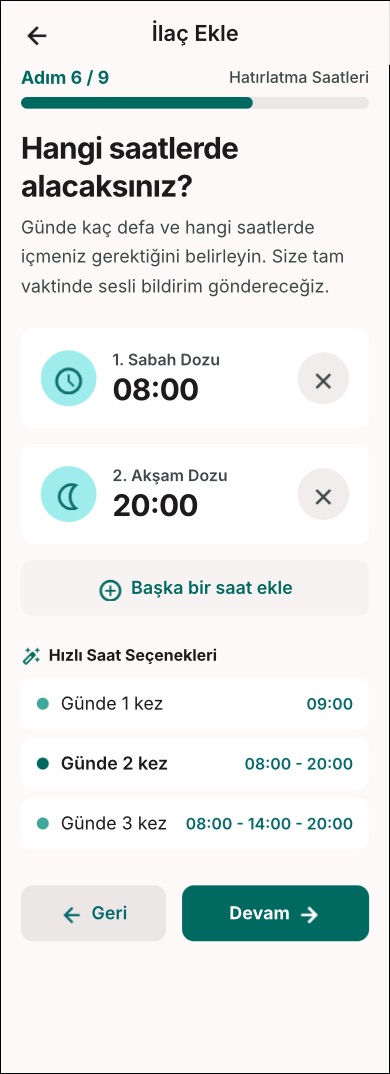 İlaç Ekle
Adım 6 / 9
Hatırlatma Saatleri
Hangi saatlerde
alacaksınız?
Günde kaç defa ve hangi saatlerde
içmeniz gerektiğini belirleyin. Size tam
vaktinde sesli bildirim göndereceğiz.
1. Sabah Dozu
08:00
2. Akşam Dozu
20:00
Başka bir saat ekle
Hızlı Saat Seçenekleri
Günde 1 kez 09:00
Günde 2 kez 08:00 - 20:00
Günde 3 kez 08:00 - 14:00 - 20:00
Geri
Devam